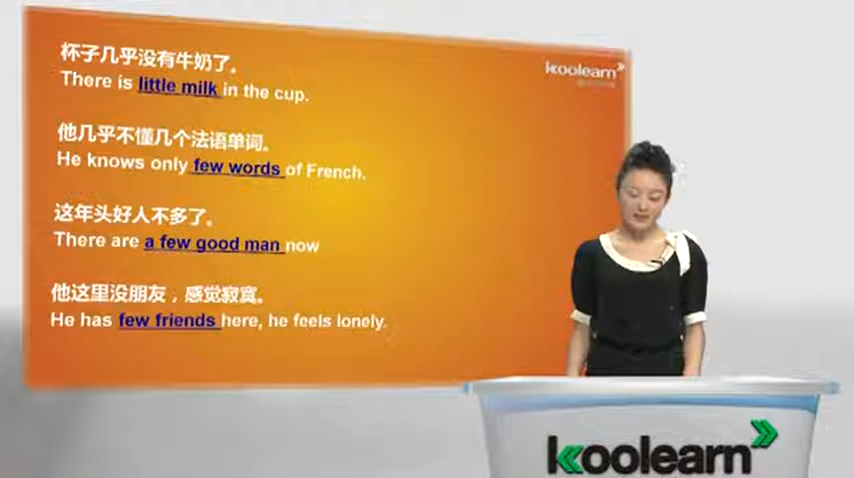 杯子几乎没有牛奶了。
There is little milk in the cup.
他几乎不懂几个法语单词。
He knows only few words of French.
这年头好人不多了。
There are a few good man now
他这里没朋友，感觉寂寞。
He has few friends here, he feels lonely.
koolearn
koolearn